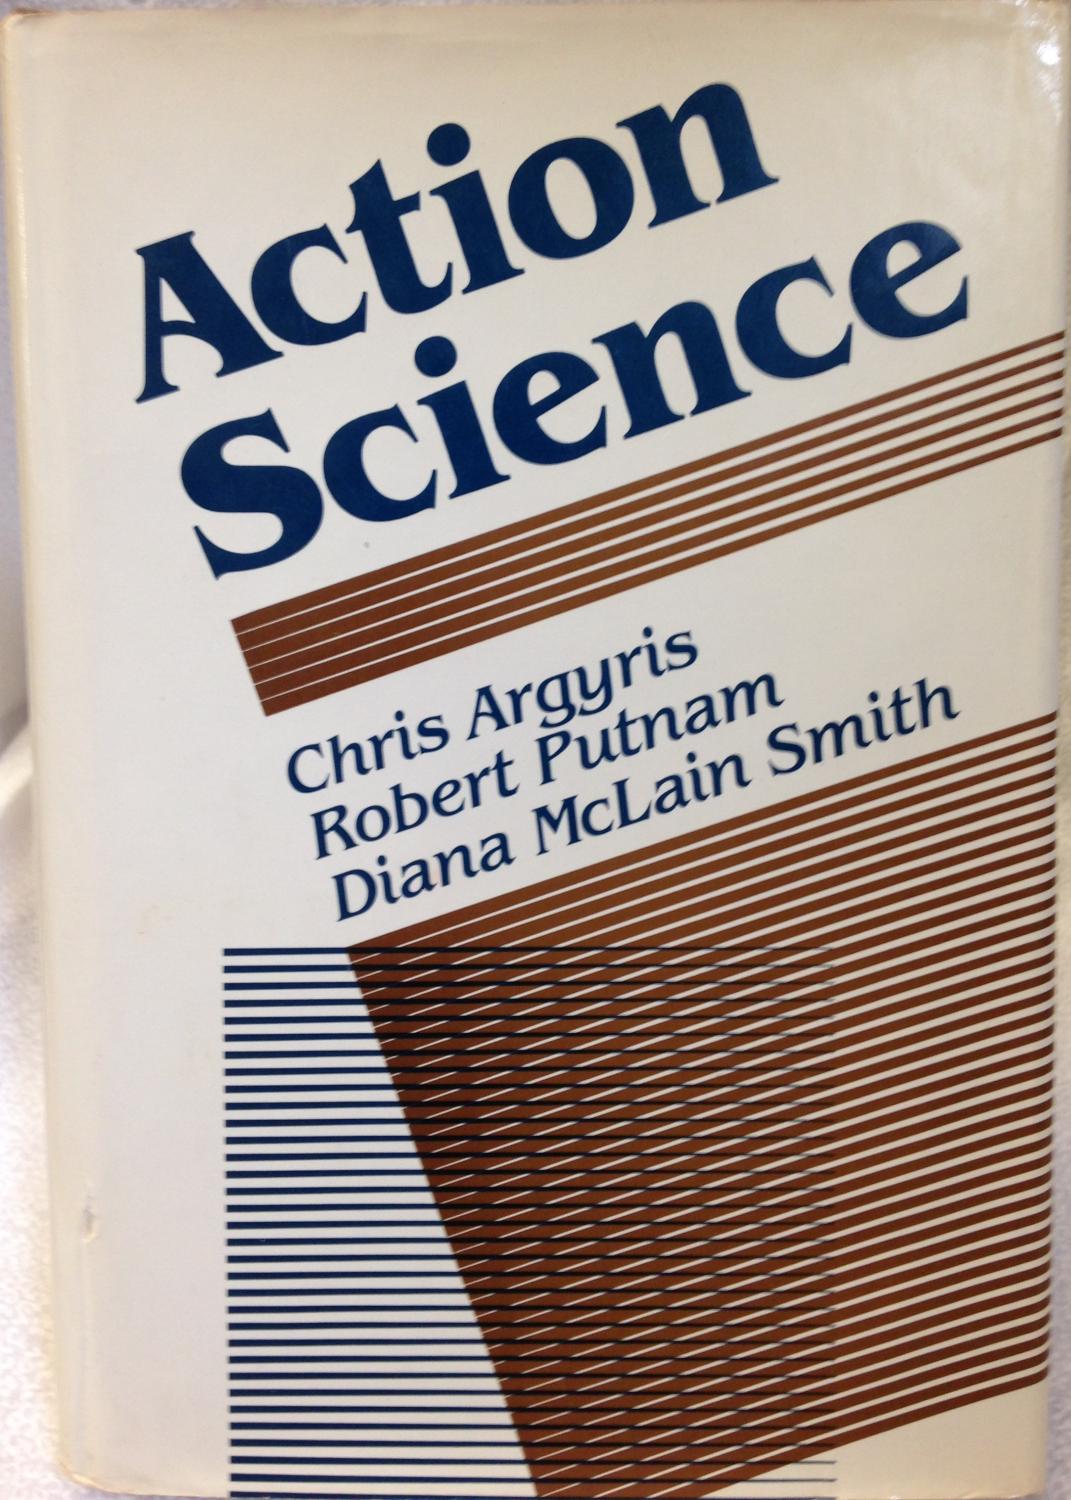 Action
Science
Chris Argyris
Robert Putnam
Diana McLain Smith